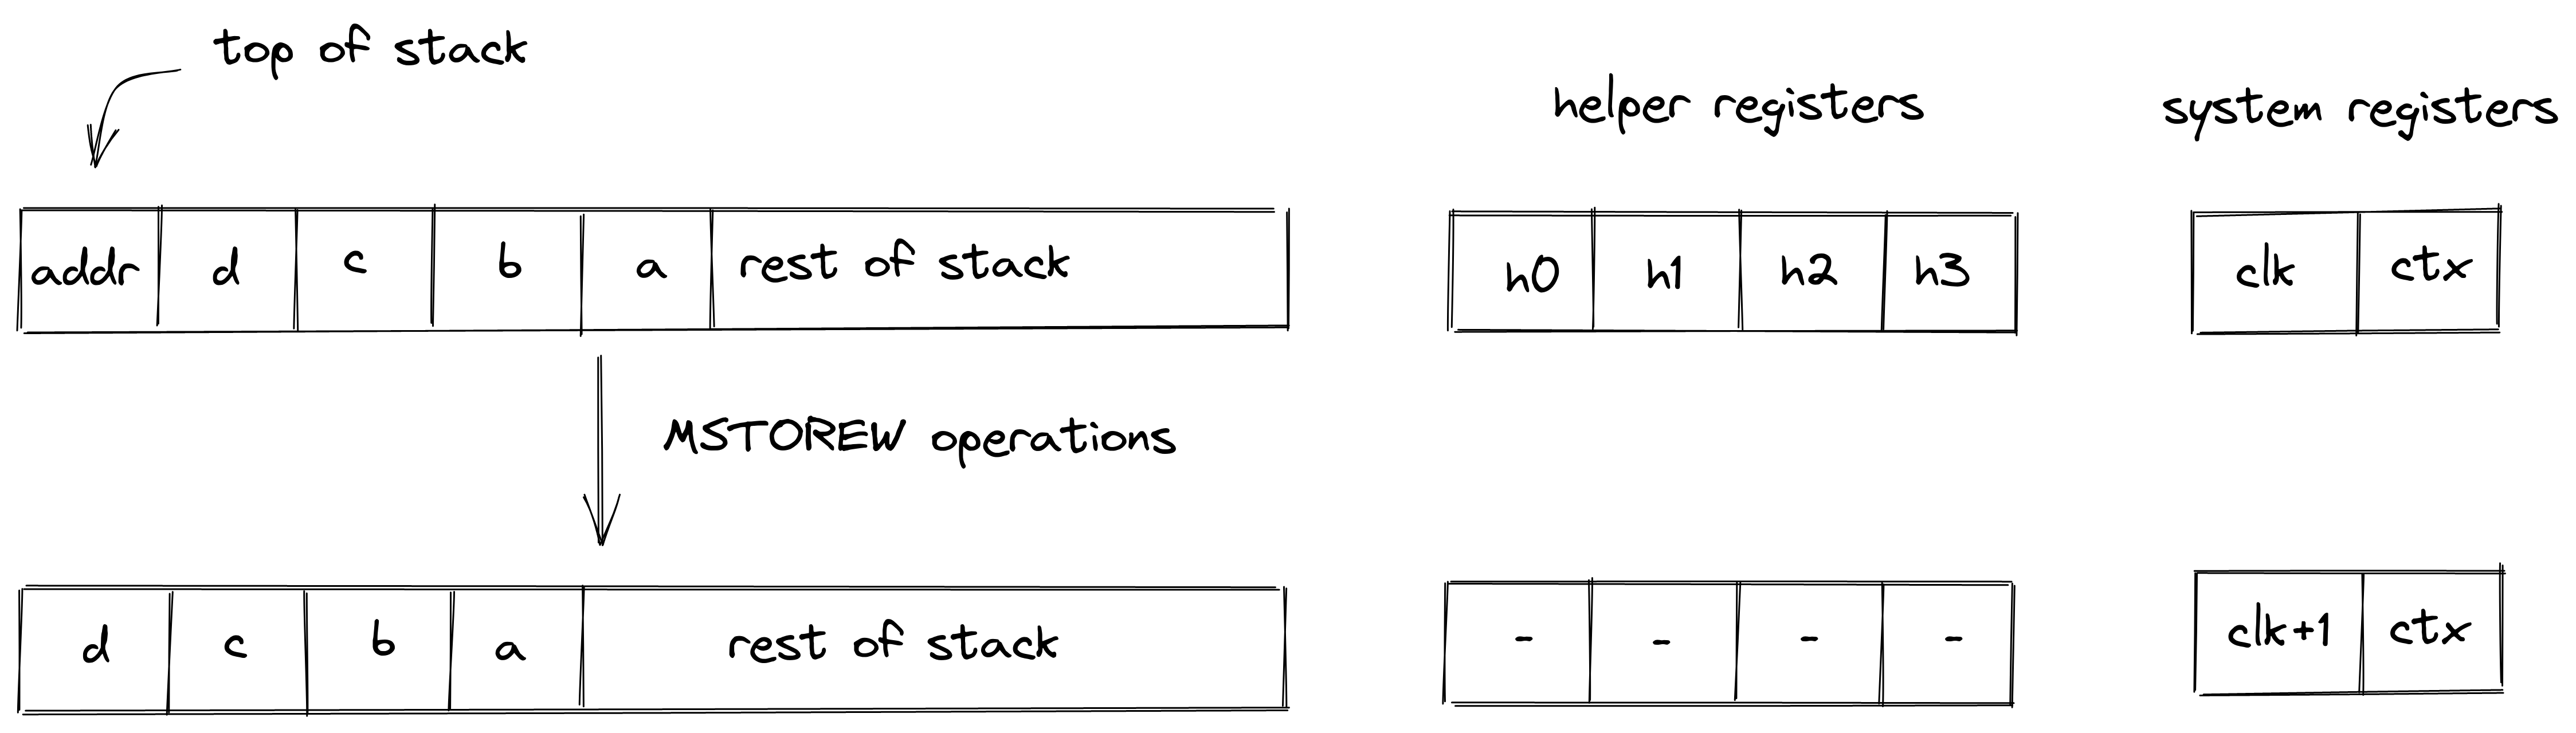 top of stack
helper registers
system registers
addr d c b a rest of stack
h0 h1 h2 h3
clk ctx
MSTOREW operations
d c b a rest of stack
- - - -
clk+1 ctx